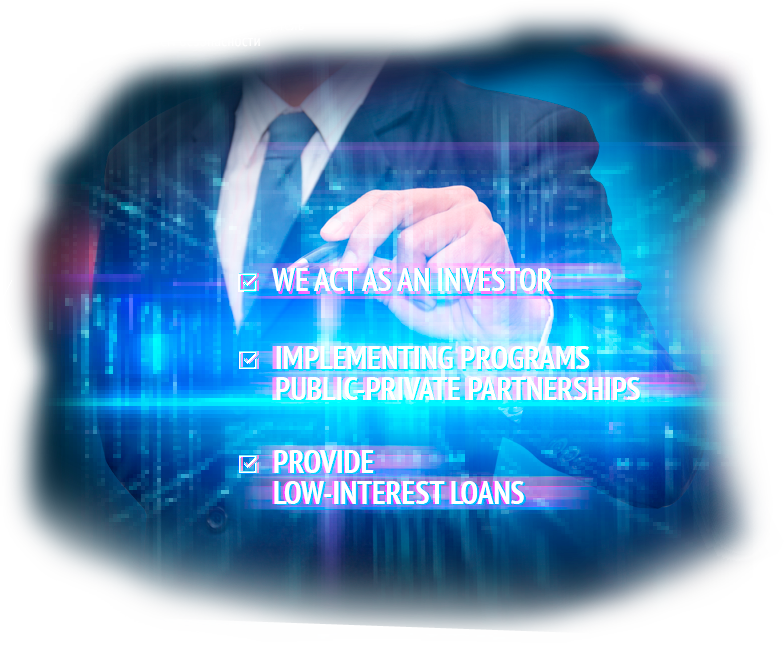 WE ACT AS AN INVESTOR
IMPLEMENTING PROGRAMS
PUBLIC-PRIVATE PARTNERSHIPS
PROVIDE
LOW-INTEREST LOANS